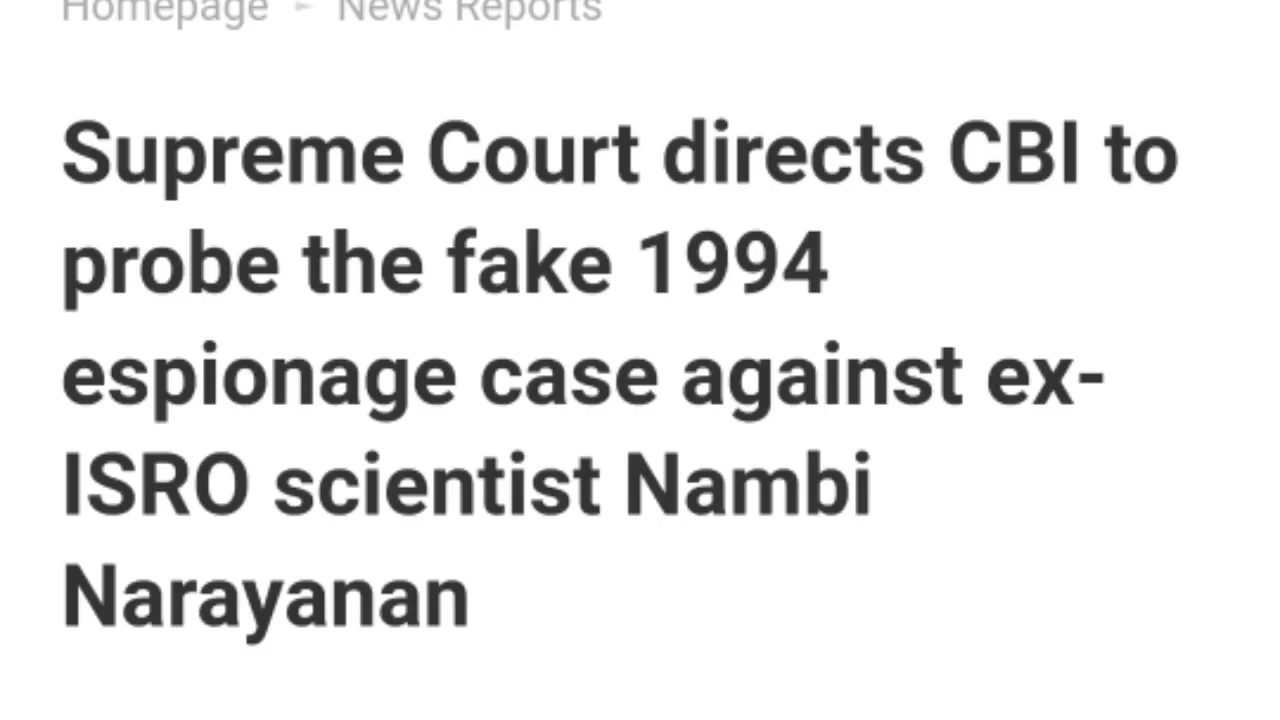 Homepage ► News Reports
Supreme Court directs CBI to
probe the fake 1994
espionage case against ex-
ISRO scientist Nambi
Narayanan